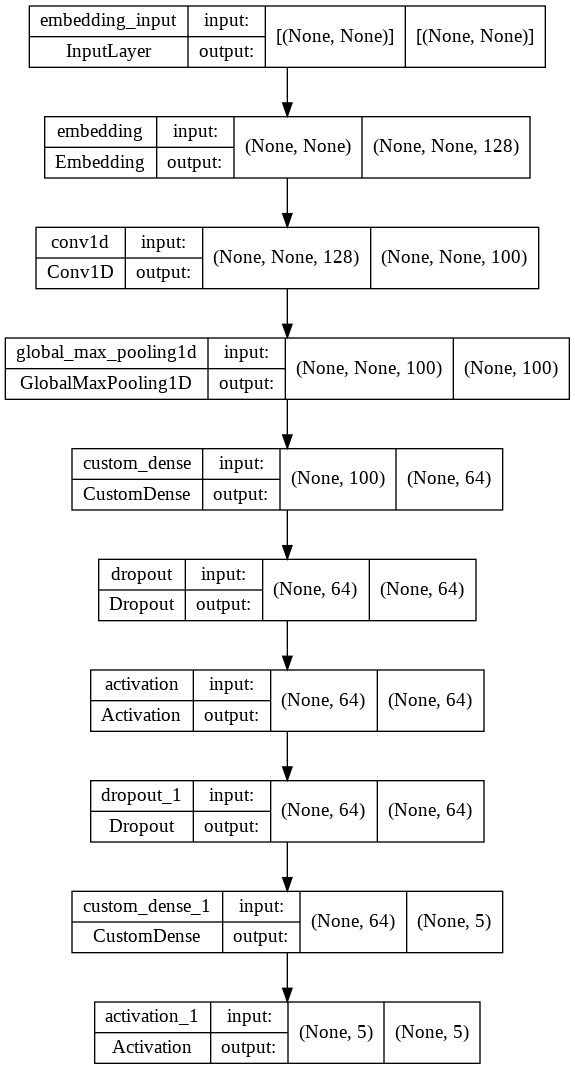 embedding_input input: [(None, None)] [(None, None)]
InputLayer output:
embedding input: (None, None) (None, None, 128)
Embedding output:
conv1d input: (None, None, 128) (None, None, 100)
Conv1D output:
global_max_pooling1d input: (None, None, 100) (None, 100)
GlobalMaxPooling1D output:
custom_dense input: (None, 100) (None, 64)
CustomDense output:
dropout input: (None, 64) (None, 64)
Dropout output:
activation input: (None, 64) (None, 64)
Activation output:
dropout_1 input: (None, 64) (None, 64)
Dropout output:
custom_dense_1 input: (None, 64) (None, 5)
CustomDense output:
activation_1 input: (None, 5) (None, 5)
Activation output: